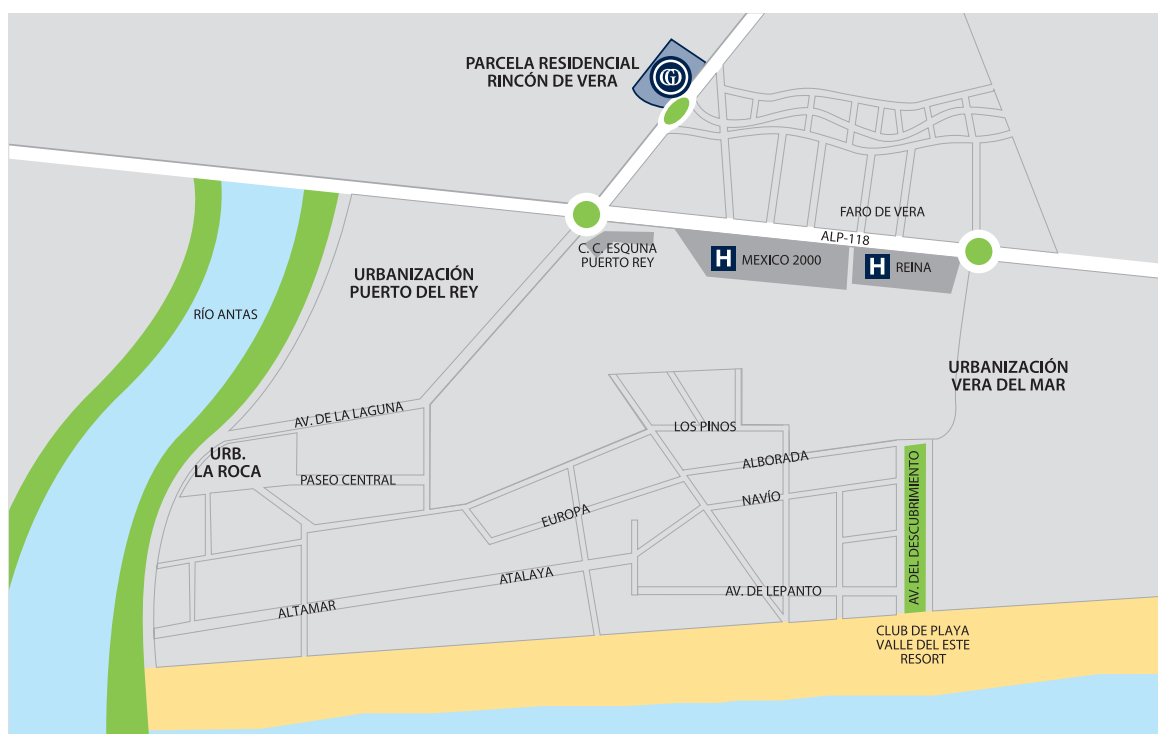 PARCELA RESIDENCIAL
RINCÓN DE VERA
G
FARO DE VERA
ALP-118
C. C. ESQUNA
PUERTO REY
H MEXICO 2000
H REINA
URBANIZACIÓN
PUERTO DEL REY
RÍO ANTAS
URBANIZACIÓN
VERA DEL MAR
AV. DE LA LAGUNA
LOS PINOS
URB.
LA ROCA
ALBORADA
PASEO CENTRAL
NAVÍO
EUROPA
AV. DEL DESCUBRIMIENTO
ATALAYA
AV. DE LEPANTO
ALTAMAR
CLUB DE PLAYA
VALLE DEL ESTE
RESORT